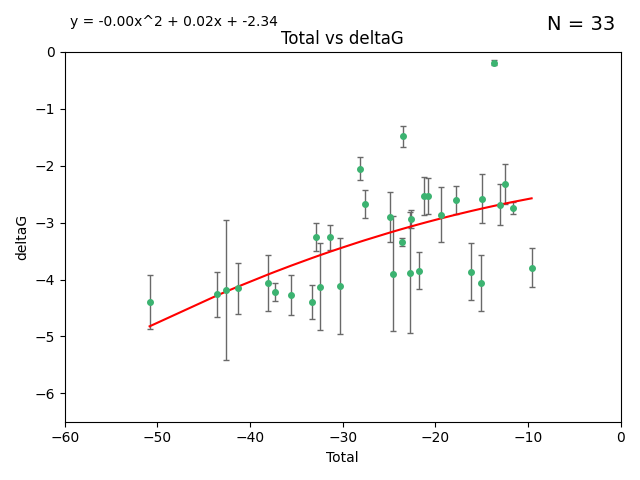 y = -0.00x^2 + 0.02x + -2.34
N = 33
Total vs deltaG
0
−1
−2
−3
−4
−5
−6
deltaG
−60 −50 −40 −30 −20 −10 0
Total